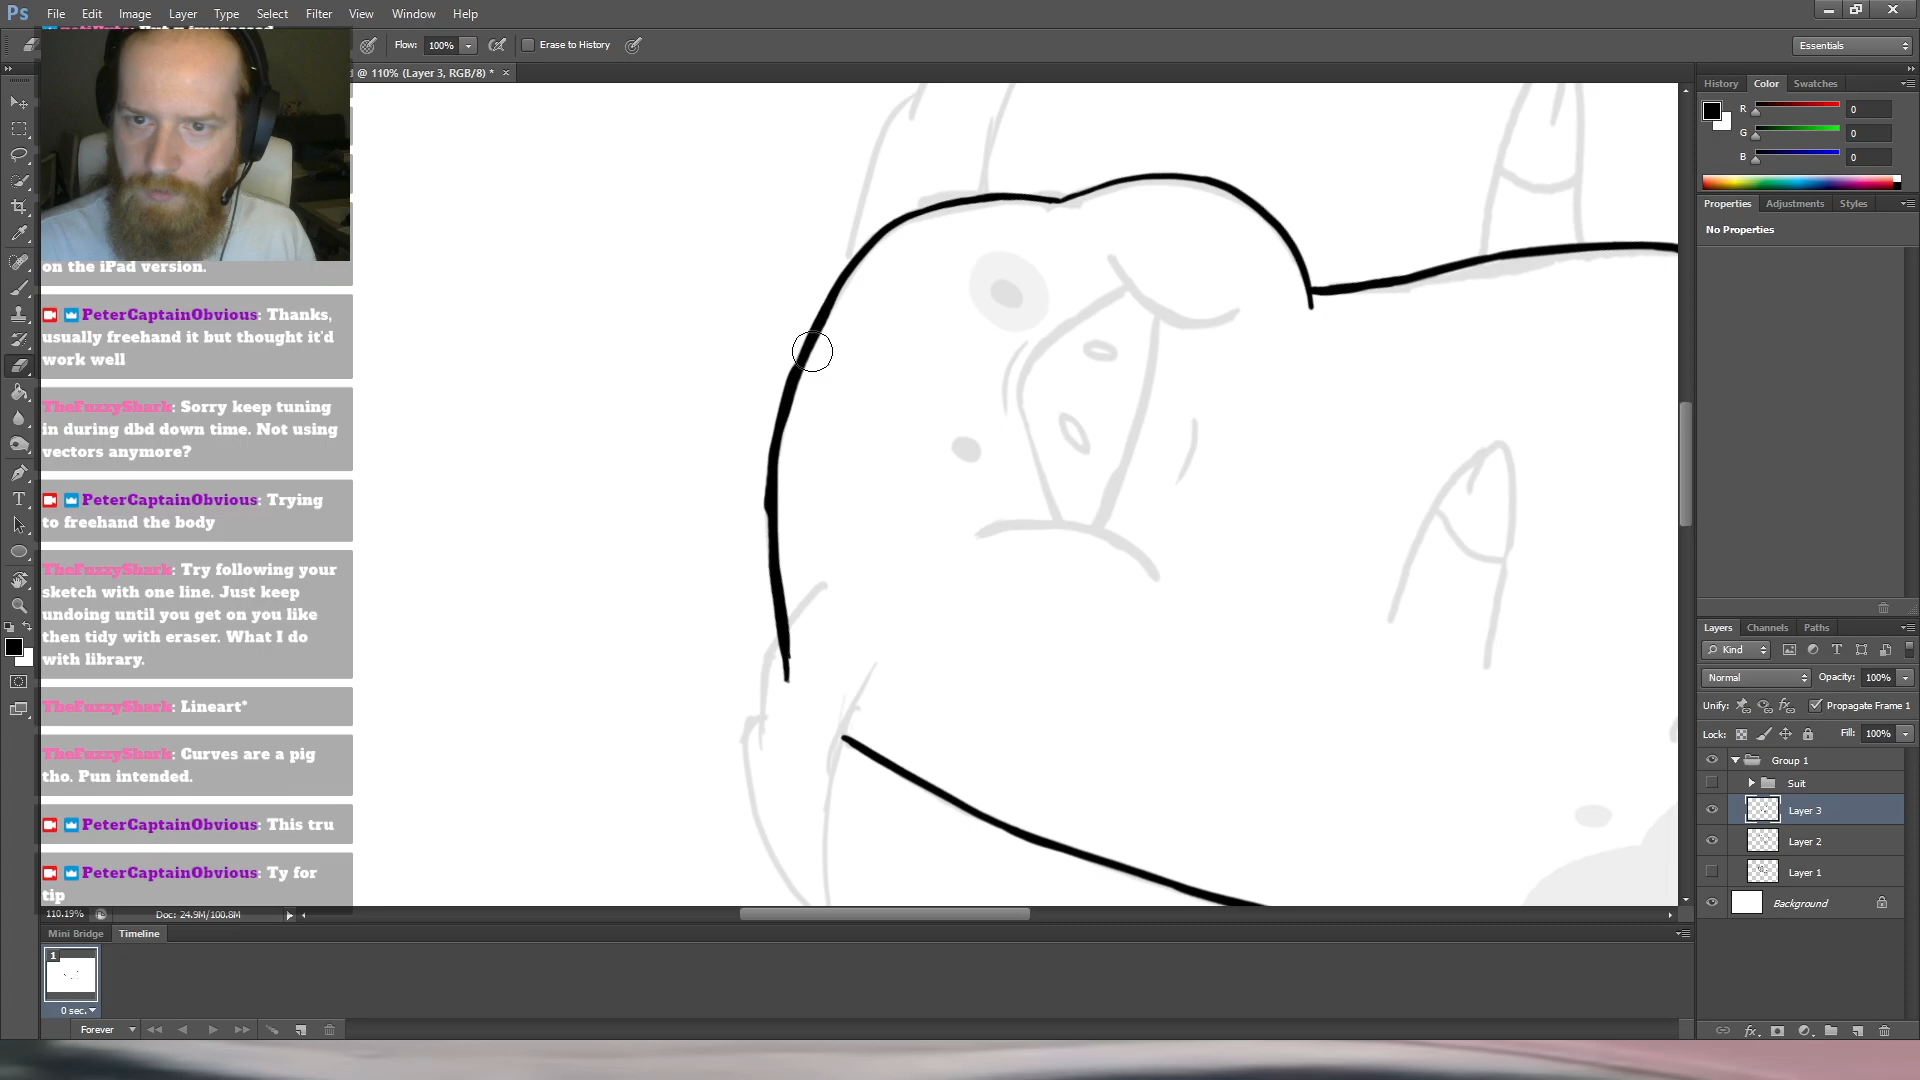 Ps File Edit Image Layer Type Select Filter View Window Help
Flow: 100% Erase to History Essentials
@ 110% (Layer 3, RGB/8) * ×
on the iPad version.
PeterCaptainObvious: Thanks,
usually freehand it but thought it'd
work well
TheFuzzyShark: Sorry keep tuning
in during dbd down time. Not using
vectors anymore?
PeterCaptainObvious: Trying
to freehand the body
TheFuzzyShark: Try following your
sketch with one line. Just keep
undoing until you get on you like
then tidy with eraser. What I do
with library.
TheFuzzyShark: Lineart*
TheFuzzyShark: Curves are a pig
tho. Pun intended.
PeterCaptainObvious: This tru
PeterCaptainObvious: Ty for
tip
110.19% Doc: 24.9M/100.8M
Mini Bridge Timeline
1
0 sec.
Forever
History Color Swatches
R 0
G 0
B 0
Properties Adjustments Styles
No Properties
Layers Channels Paths
Kind
Normal Opacity: 100%
Unify: Propagate Frame 1
Lock: Fill: 100%
Group 1
Suit
Layer 3
Layer 2
Layer 1
Background